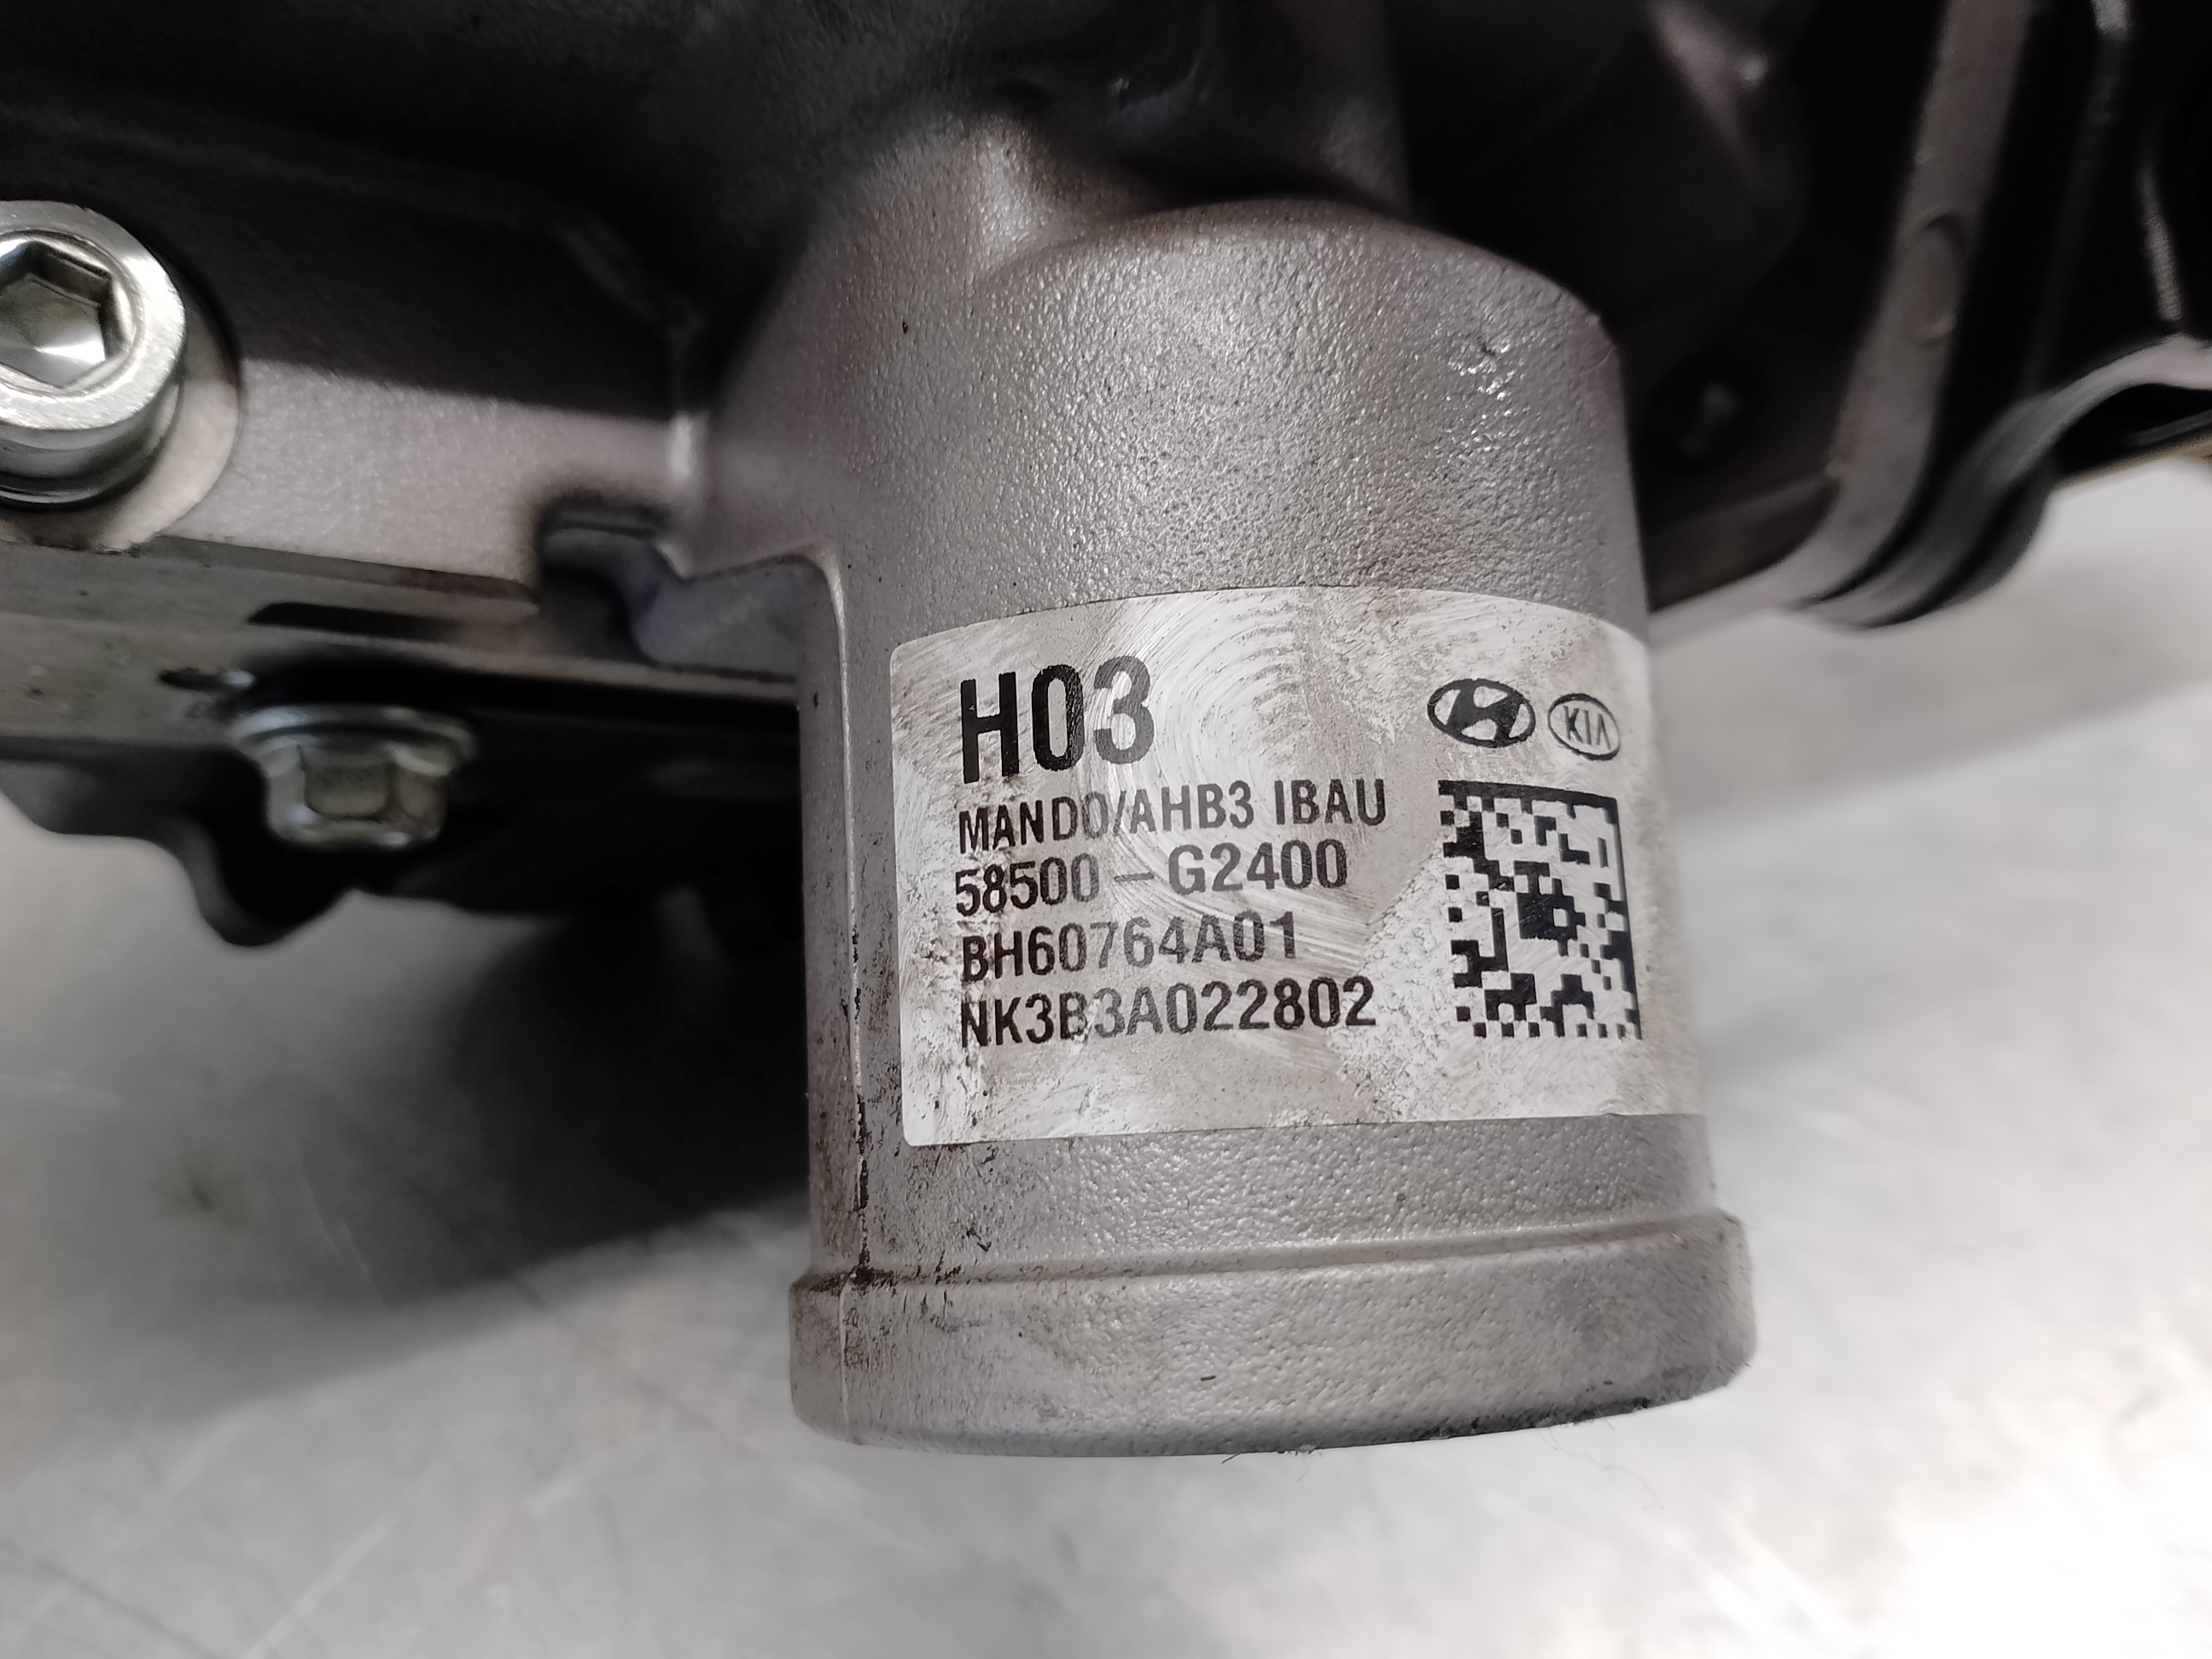 H03
KIA
MANDO/AHB3 IBAU
58500-G2400
BH60764A01
NK3B3A022802